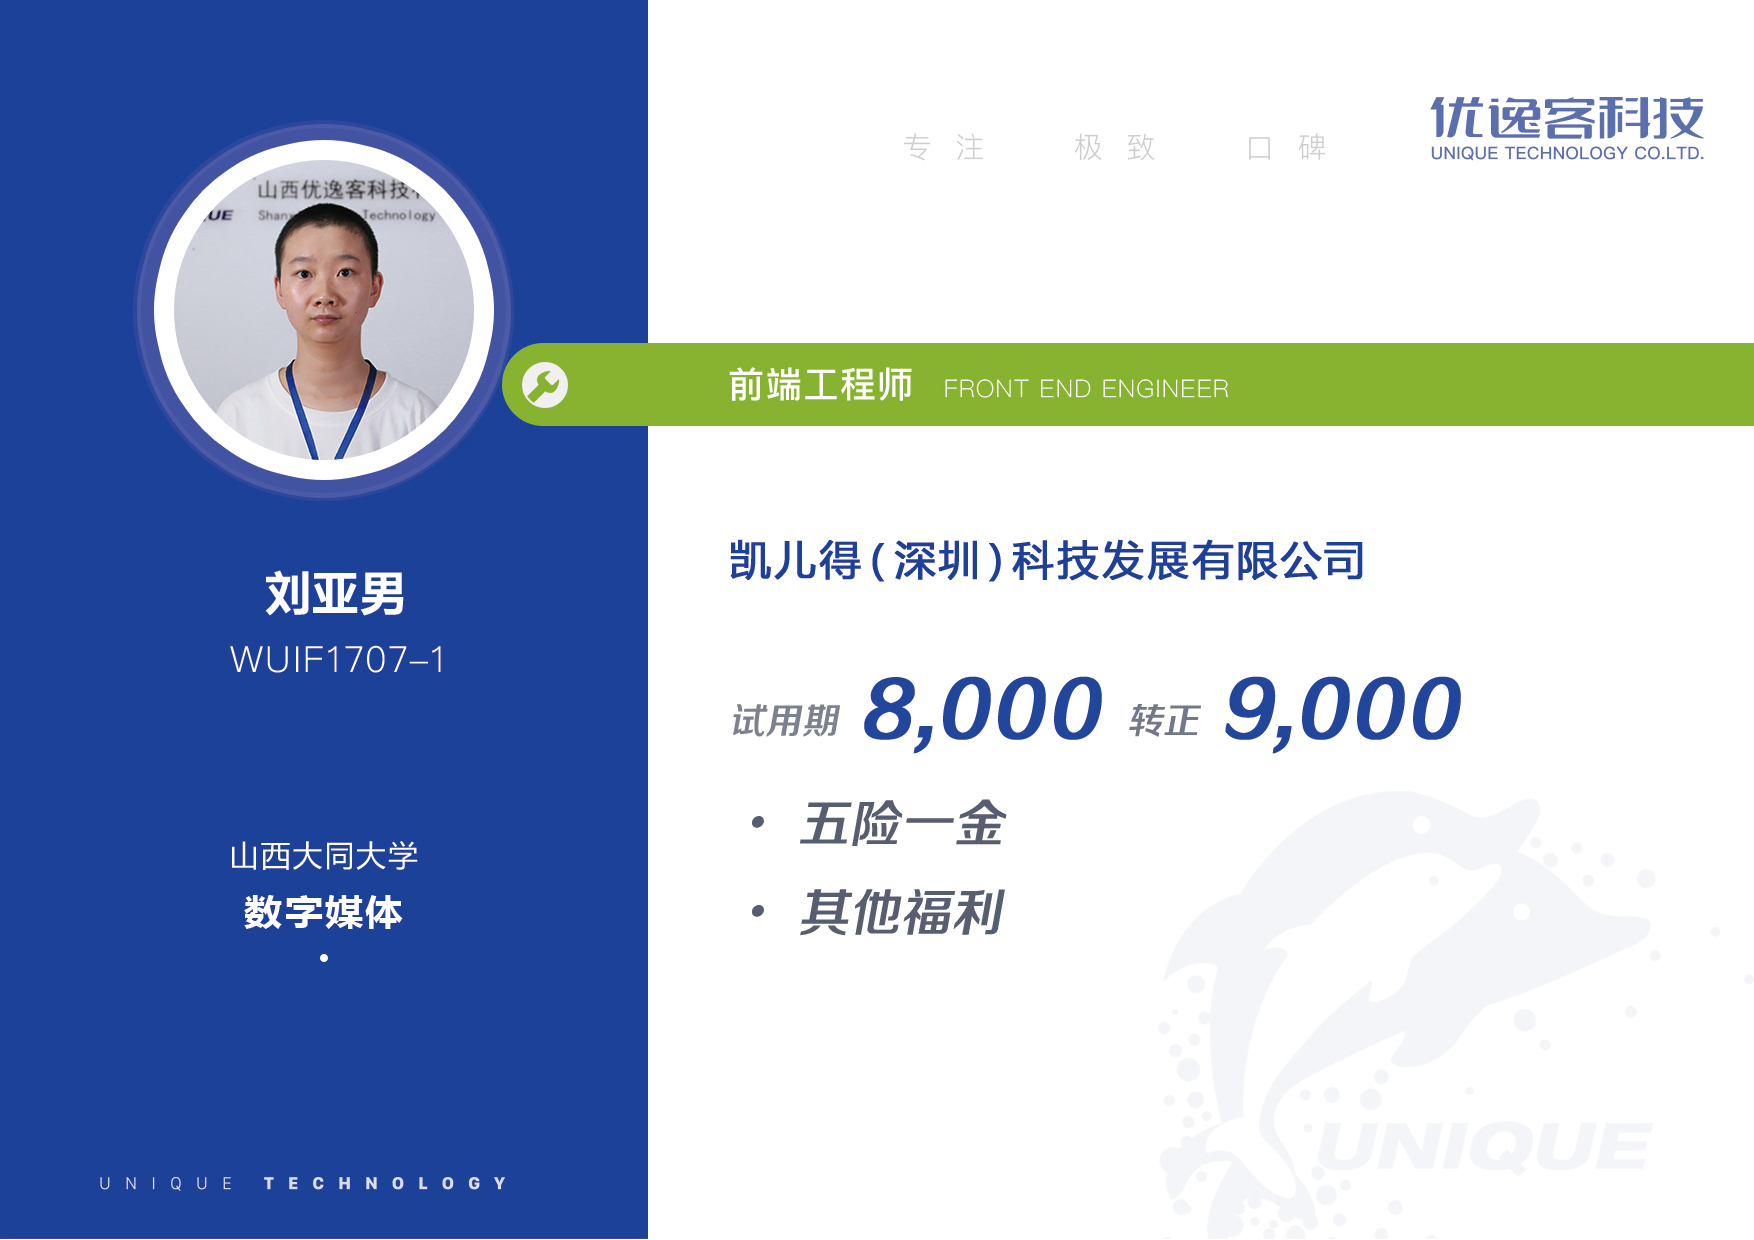 专注 极致 口碑
优逸客科技
UNIQUE TECHNOLOGY CO.LTD.
山西优逸客科技
UE Shan Technology
前端工程师 FRONT END ENGINEER
刘亚男
WUIF1707-1
山西大同大学
数字媒体
凯儿得(深圳)科技发展有限公司
试用期 8,000 转正 9,000
• 五险一金
• 其他福利
UNIQUE
UNIQUE TECHNOLOGY